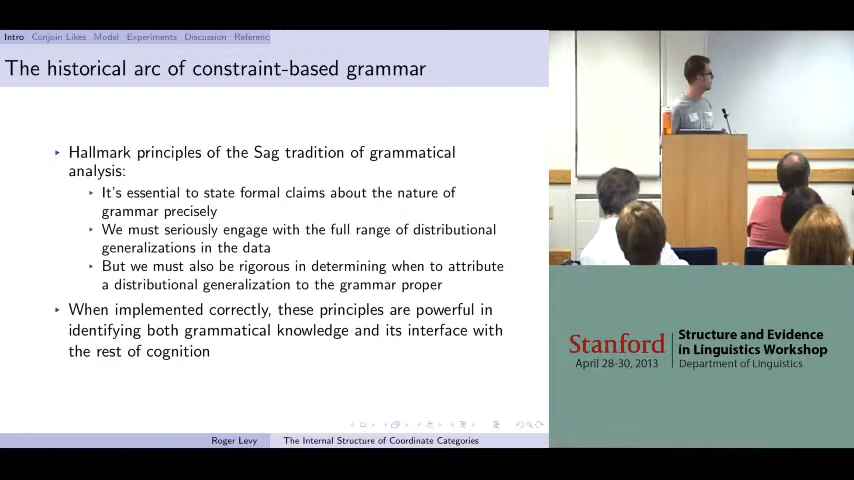 Intro Conjoin Likes Model Experiments Discussion Referenc
The historical arc of constraint-based grammar
Hallmark principles of the Sag tradition of grammatical
analysis:
It's essential to state formal claims about the nature of
grammar precisely
We must seriously engage with the full range of distributional
generalizations in the data
But we must also be rigorous in determining when to attribute
a distributional generalization to the grammar proper
When implemented correctly, these principles are powerful in
identifying both grammatical knowledge and its interface with
the rest of cognition
Roger Levy The Internal Structure of Coordinate Categories
Stanford
April 28-30, 2013
Structure and Evidence
in Linguistics Workshop
Department of Linguistics